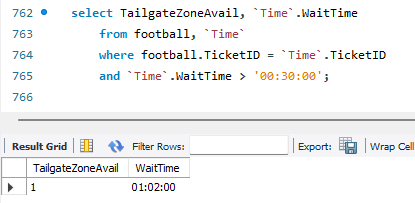 762 select TailgateZoneAvail, `Time`.WaitTime
763 from football, `Time`
764 where football.TicketID = `Time`.TicketID
765 and `Time`.WaitTime > '00:30:00';
766
Result Grid Filter Rows: Export: Wrap Cell
TailgateZoneAvail WaitTime
1 01:02:00